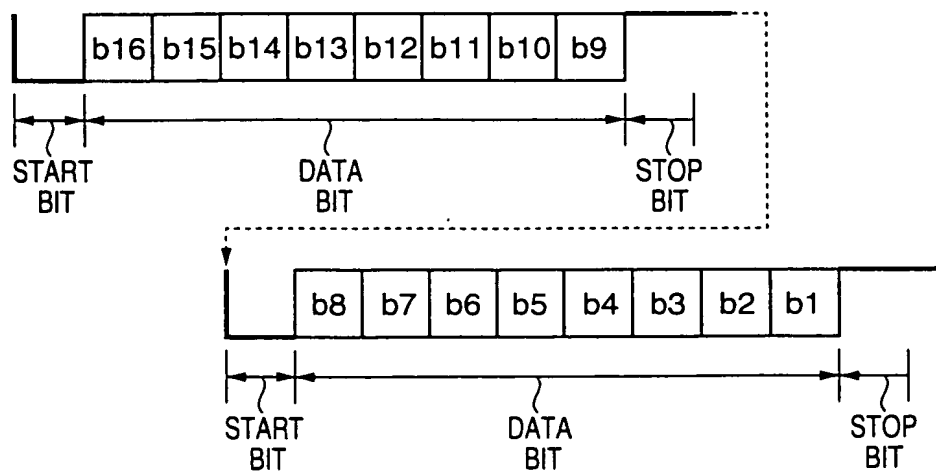 b16 b15 b14 b13 b12 b11 b10 b9
START BIT
DATA BIT
STOP BIT
b8 b7 b6 b5 b4 b3 b2 b1
START BIT
DATA BIT
STOP BIT